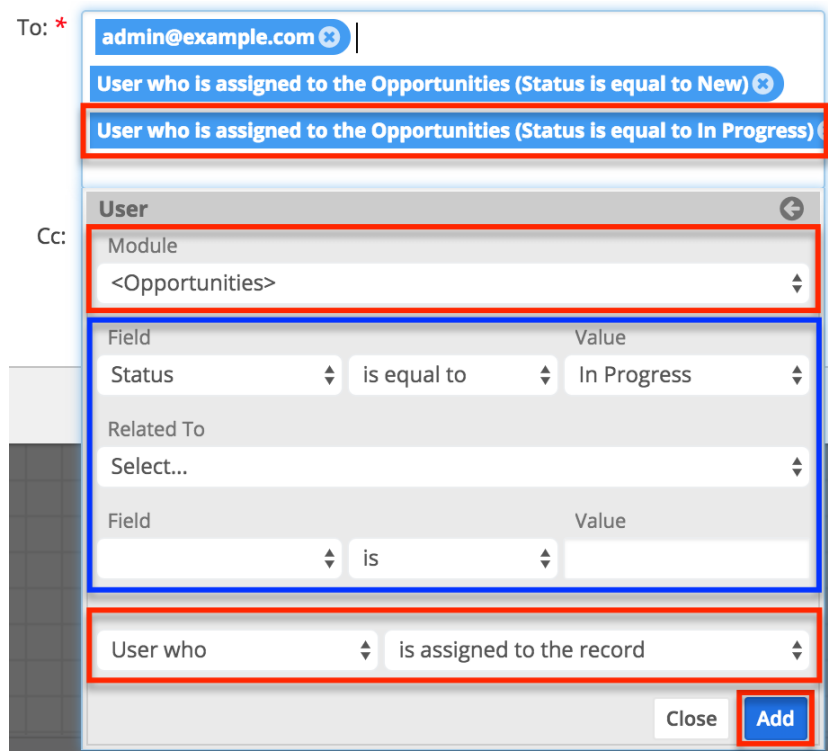 To: *
admin@example.com
User who is assigned to the Opportunities (Status is equal to New)
User who is assigned to the Opportunities (Status is equal to In Progress)
Cc:
User
Module
<Opportunities>
Field Value
Status is equal to In Progress
Related To
Select...
Field Value
is
User who is assigned to the record
Close Add